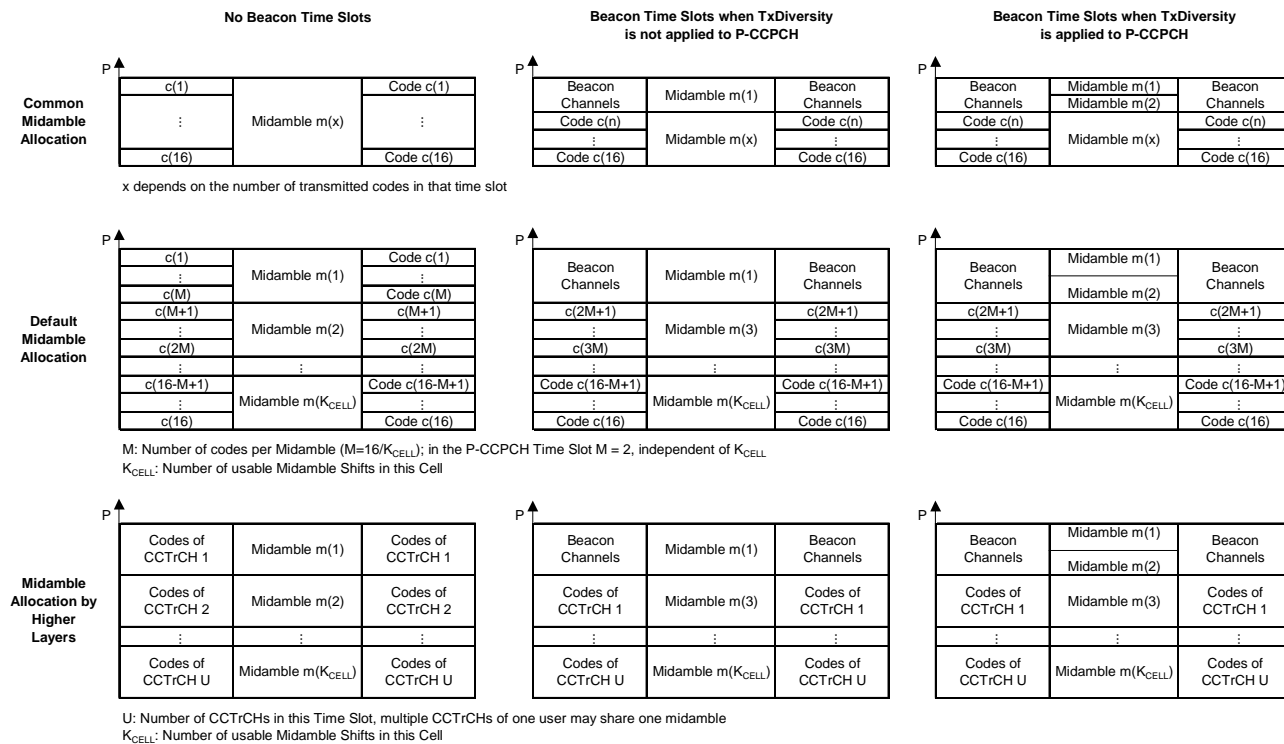 No Beacon Time Slots
Beacon Time Slots when TxDiversity
is not applied to P-CCPCH
Beacon Time Slots when TxDiversity
is applied to P-CCPCH
Common
Midamble
Allocation
P
c(1)
⋮
c(16)
Midamble m(x)
Code c(1)
⋮
Code c(16)
P
Beacon
Channels
Code c(n)
⋮
Code c(16)
Midamble m(1)
Midamble m(x)
Beacon
Channels
Code c(n)
⋮
Code c(16)
P
Beacon
Channels
Code c(n)
⋮
Code c(16)
Midamble m(1)
Midamble m(2)
Midamble m(x)
Beacon
Channels
Code c(n)
⋮
Code c(16)
x depends on the number of transmitted codes in that time slot
Default
Midamble
Allocation
P
c(1)
⋮
c(M)
c(M+1)
⋮
c(2M)
⋮
c(16-M+1)
⋮
c(16)
Midamble m(1)
Midamble m(2)
⋮
Midamble m(K_CELL)
Code c(1)
⋮
Code c(M)
c(M+1)
⋮
c(2M)
⋮
Code c(16-M+1)
⋮
Code c(16)
P
Beacon
Channels
c(2M+1)
⋮
c(3M)
⋮
Code c(16-M+1)
⋮
Code c(16)
Midamble m(1)
Midamble m(3)
⋮
Midamble m(K_CELL)
Beacon
Channels
c(2M+1)
⋮
c(3M)
⋮
Code c(16-M+1)
⋮
Code c(16)
P
Beacon
Channels
c(2M+1)
⋮
c(3M)
⋮
Code c(16-M+1)
⋮
Code c(16)
Midamble m(1)
Midamble m(2)
Midamble m(3)
⋮
Midamble m(K_CELL)
Beacon
Channels
c(2M+1)
⋮
c(3M)
⋮
Code c(16-M+1)
⋮
Code c(16)
M: Number of codes per Midamble (M=16/K_CELL); in the P-CCPCH Time Slot M = 2, independent of K_CELL
K_CELL: Number of usable Midamble Shifts in this Cell
Midamble
Allocation by
Higher
Layers
P
Codes of
CCTrCH 1
Codes of
CCTrCH 2
⋮
Codes of
CCTrCH U
Midamble m(1)
Midamble m(2)
⋮
Midamble m(K_CELL)
Codes of
CCTrCH 1
Codes of
CCTrCH 2
⋮
Codes of
CCTrCH U
P
Beacon
Channels
Codes of
CCTrCH 1
⋮
Codes of
CCTrCH U
Midamble m(1)
Midamble m(3)
⋮
Midamble m(K_CELL)
Beacon
Channels
Codes of
CCTrCH 1
⋮
Codes of
CCTrCH U
P
Beacon
Channels
Codes of
CCTrCH 1
⋮
Codes of
CCTrCH U
Midamble m(1)
Midamble m(2)
Midamble m(3)
⋮
Midamble m(K_CELL)
Beacon
Channels
Codes of
CCTrCH 1
⋮
Codes of
CCTrCH U
U: Number of CCTrCHs in this Time Slot, multiple CCTrCHs of one user may share one midamble
K_CELL: Number of usable Midamble Shifts in this Cell